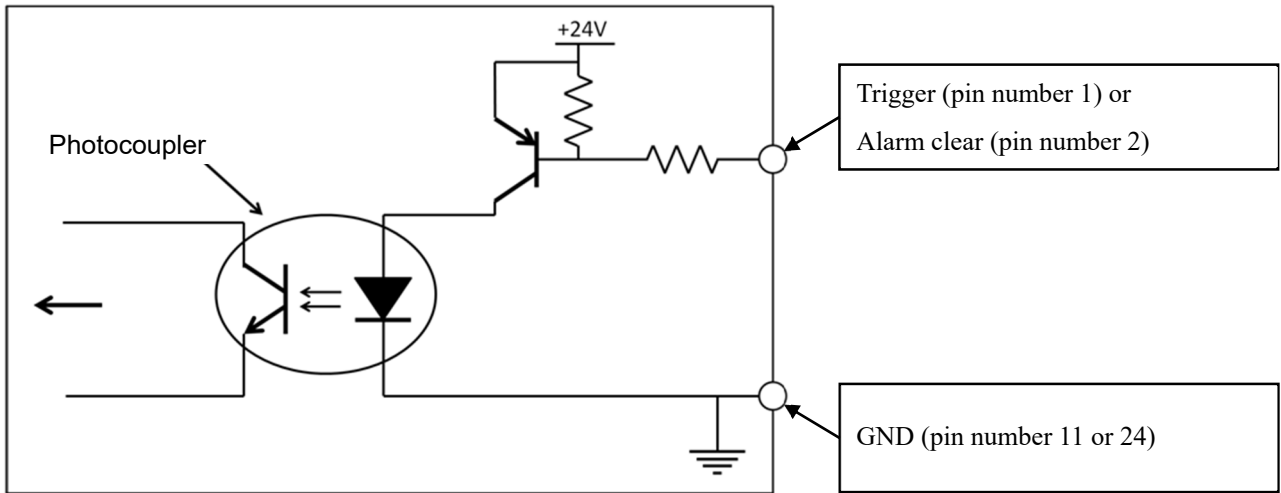 +24V
Trigger (pin number 1) or
Alarm clear (pin number 2)
Photocoupler
GND (pin number 11 or 24)